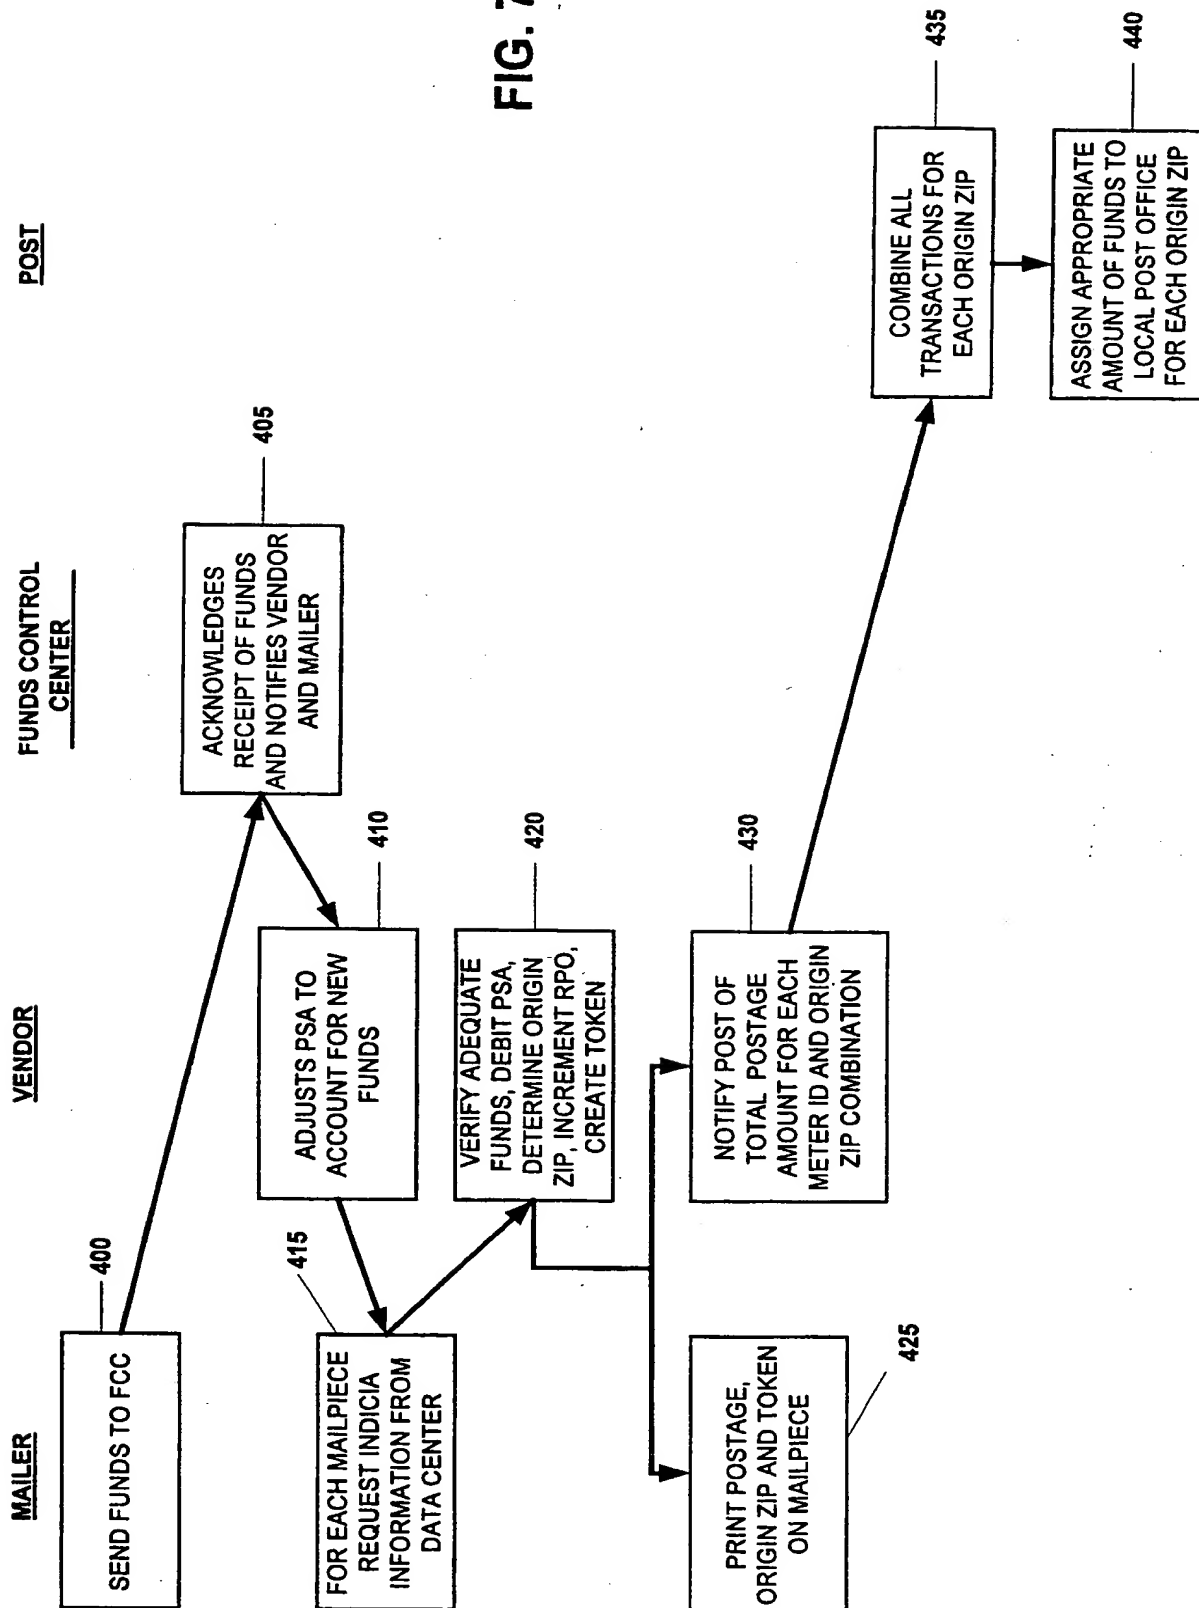 MAILER
VENDOR
FUNDS CONTROL
CENTER
POST
400
SEND FUNDS TO FCC
405
ACKNOWLEDGES
RECEIPT OF FUNDS
AND NOTIFIES VENDOR
AND MAILER
410
ADJUSTS PSA TO
ACCOUNT FOR NEW
FUNDS
415
FOR EACH MAILPIECE
REQUEST INDICIA
INFORMATION FROM
DATA CENTER
420
VERIFY ADEQUATE
FUNDS, DEBIT PSA,
DETERMINE ORIGIN
ZIP, INCREMENT RPO,
CREATE TOKEN
PRINT POSTAGE,
ORIGIN ZIP AND TOKEN
ON MAILPIECE
425
430
NOTIFY POST OF
TOTAL POSTAGE
AMOUNT FOR EACH
METER ID AND ORIGIN
ZIP COMBINATION
435
COMBINE ALL
TRANSACTIONS FOR
EACH ORIGIN ZIP
440
ASSIGN APPROPRIATE
AMOUNT OF FUNDS TO
LOCAL POST OFFICE
FOR EACH ORIGIN ZIP
FIG. 7